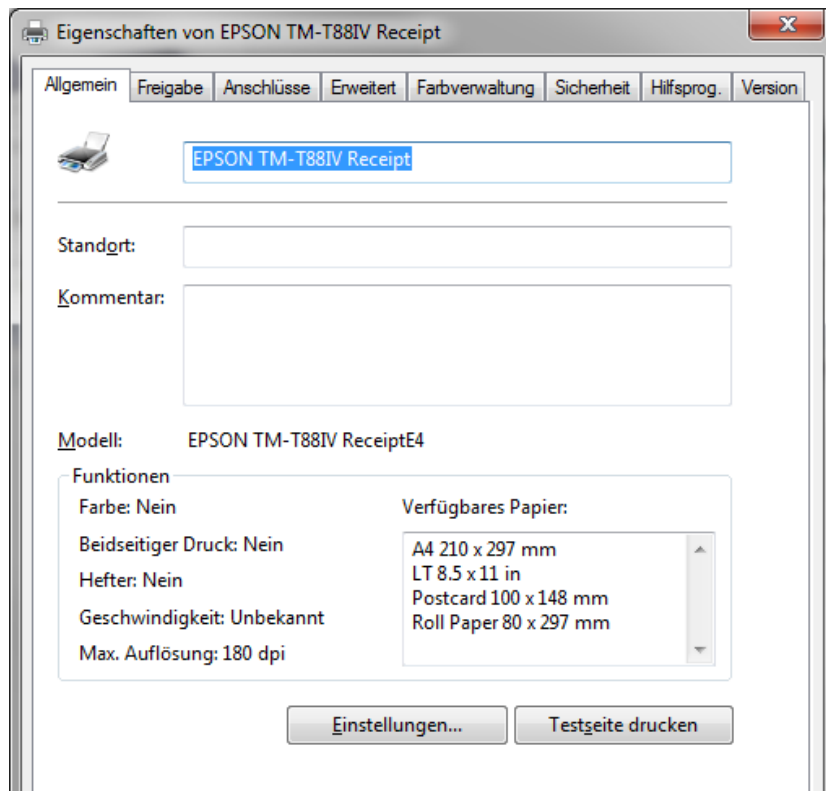 Eigenschaften von EPSON TM-T88IV Receipt
Allgemein Freigabe Anschlüsse Erweitert Farbverwaltung Sicherheit Hilfsprog. Version
EPSON TM-T88IV Receipt
Standort:
Kommentar:
Modell: EPSON TM-T88IV ReceiptE4
Funktionen
Farbe: Nein
Beidseitiger Druck: Nein
Hefter: Nein
Geschwindigkeit: Unbekannt
Max. Auflösung: 180 dpi
Verfügbares Papier:
A4 210 x 297 mm
LT 8.5 x 11 in
Postcard 100 x 148 mm
Roll Paper 80 x 297 mm
Einstellungen... Testseite drucken